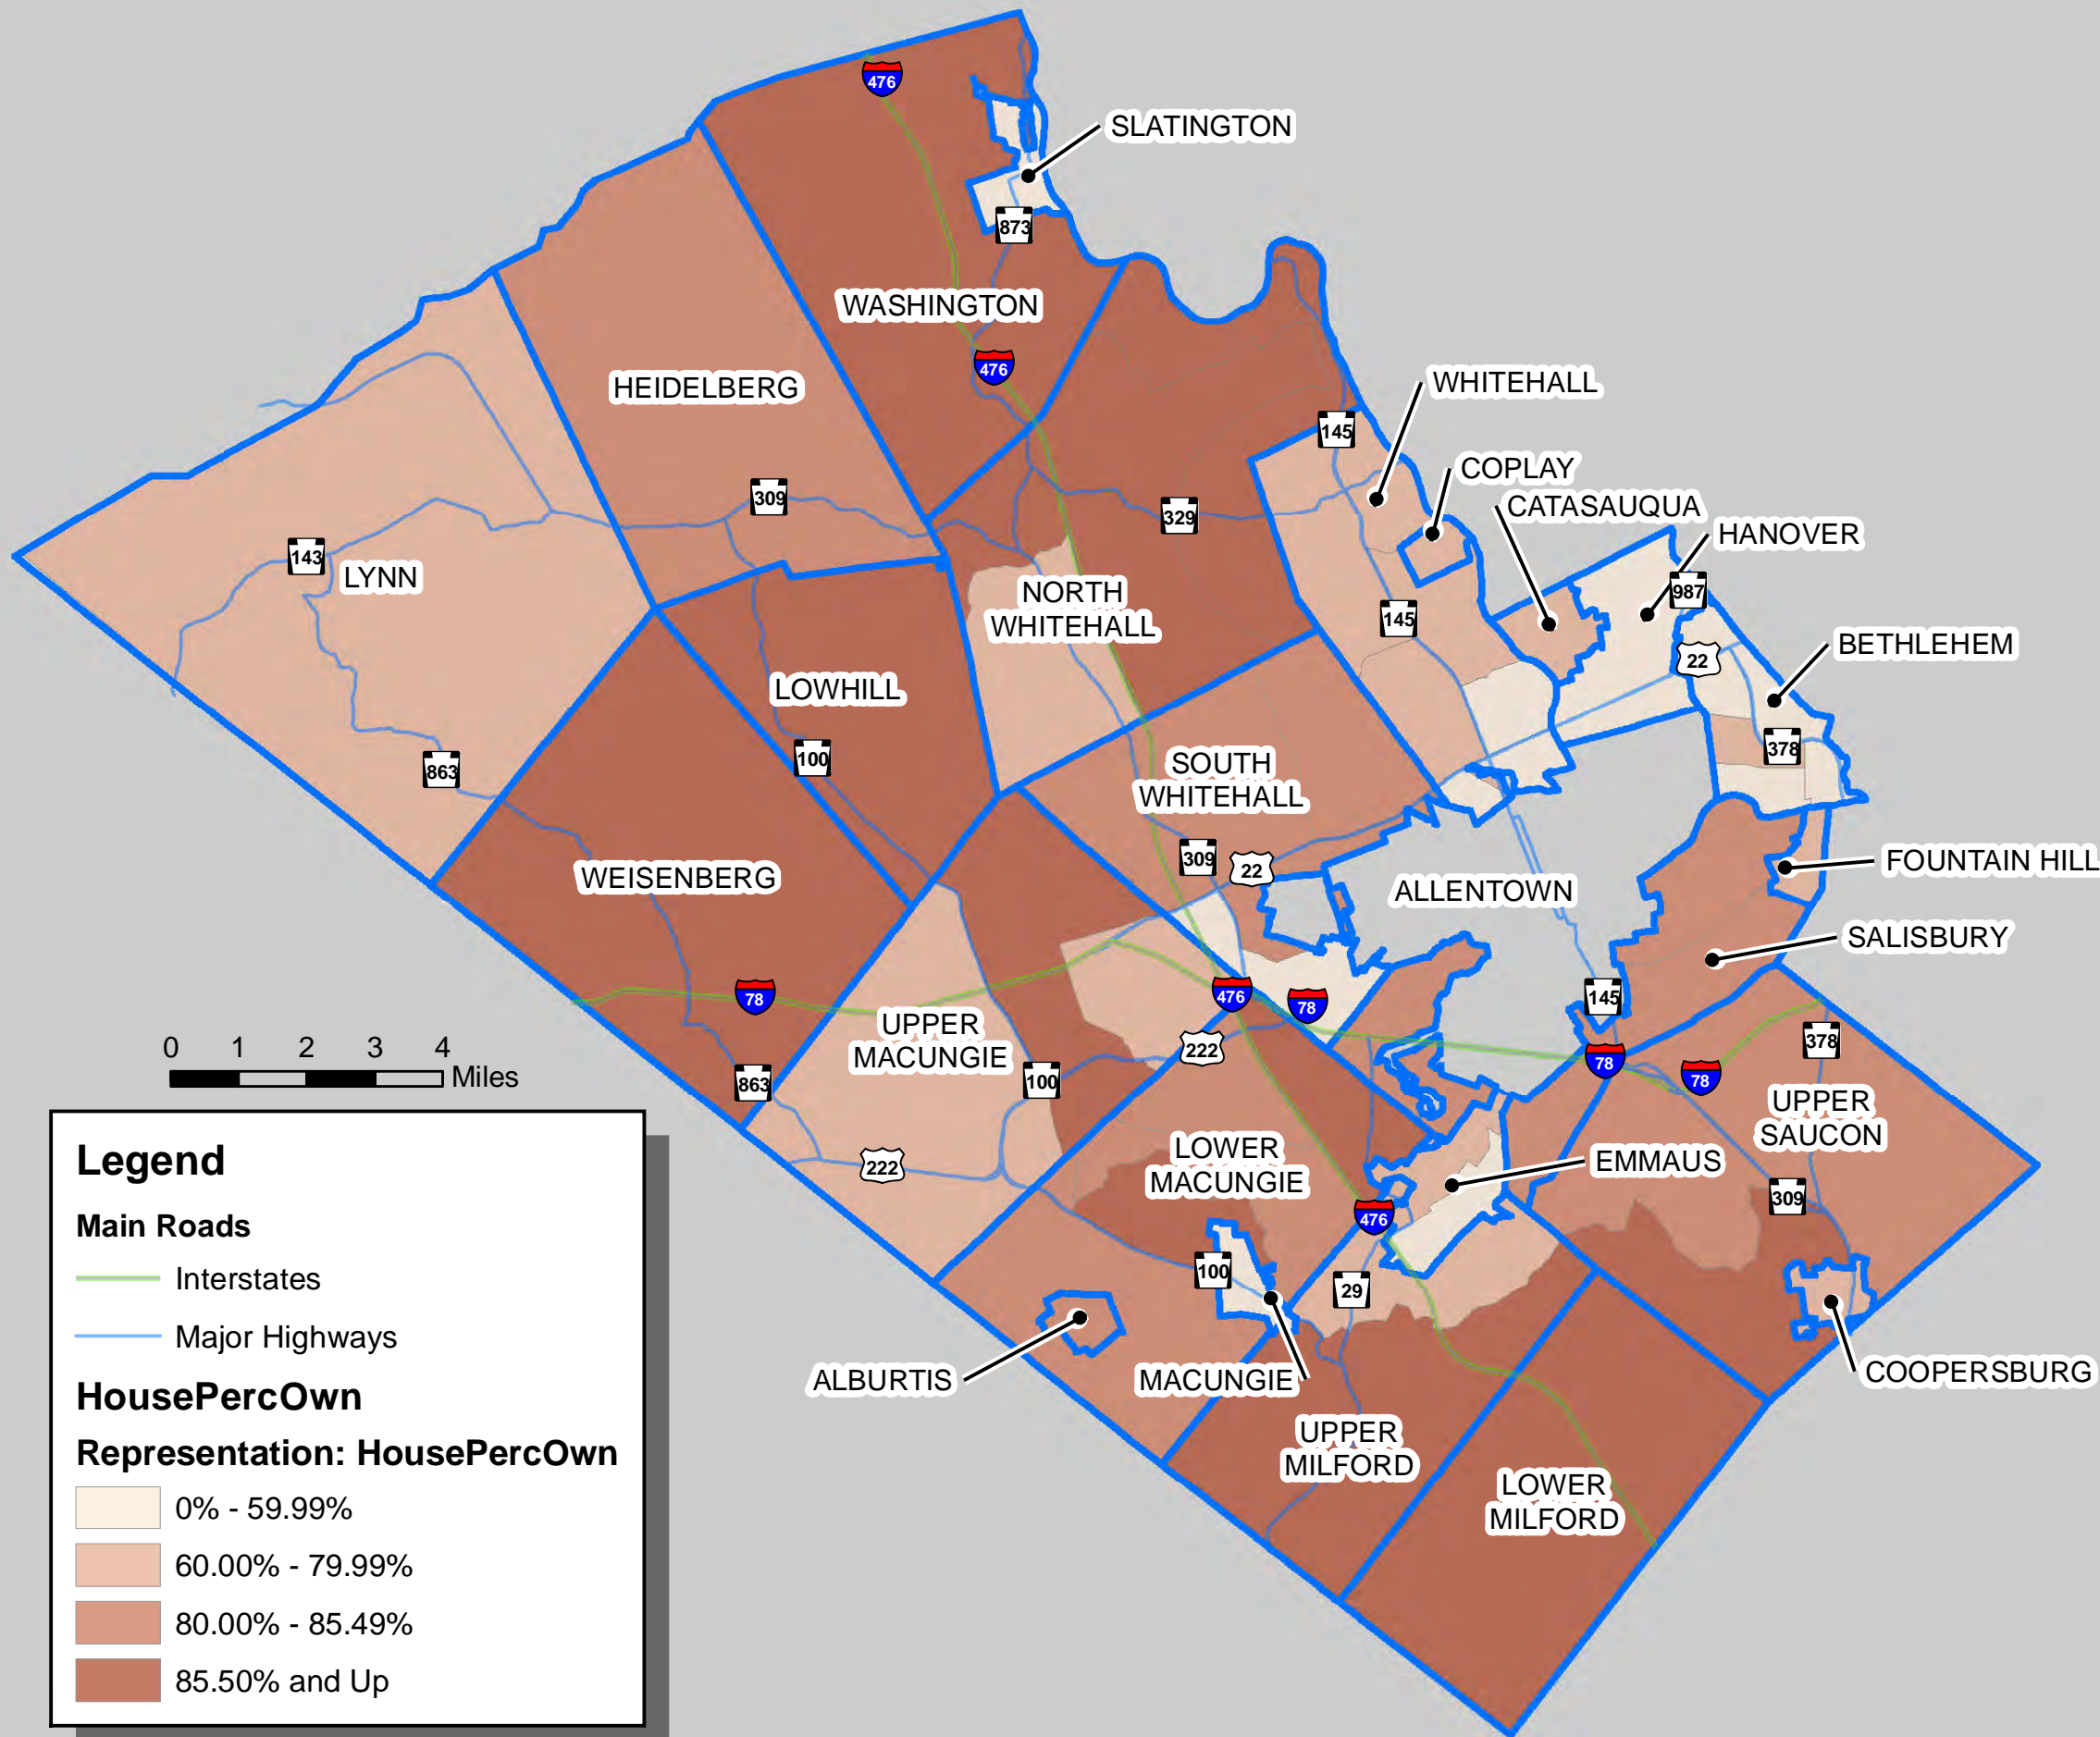 476
SLATINGTON
873
WASHINGTON
476
HEIDELBERG
WHITEHALL
145
COPLAY
309
CATASAUQUA
329
HANOVER
143
LYNN
NORTH
WHITEHALL
987
145
BETHLEHEM
22
LOWHILL
378
100
863
SOUTH
WHITEHALL
309
22
FOUNTAIN HILL
WEISENBERG
ALLENTOWN
SALISBURY
78
476
78
145
UPPER
MACUNGIE
222
378
0 1 2 3 4
Miles
863
100
78
78
UPPER
SAUCON
LOWER
MACUNGIE
222
EMMAUS
309
476
100
29
ALBURTIS
MACUNGIE
COOPERSBURG
UPPER
MILFORD
LOWER
MILFORD
Legend
Main Roads
Interstates
Major Highways
HousePercOwn
Representation: HousePercOwn
0% - 59.99%
60.00% - 79.99%
80.00% - 85.49%
85.50% and Up